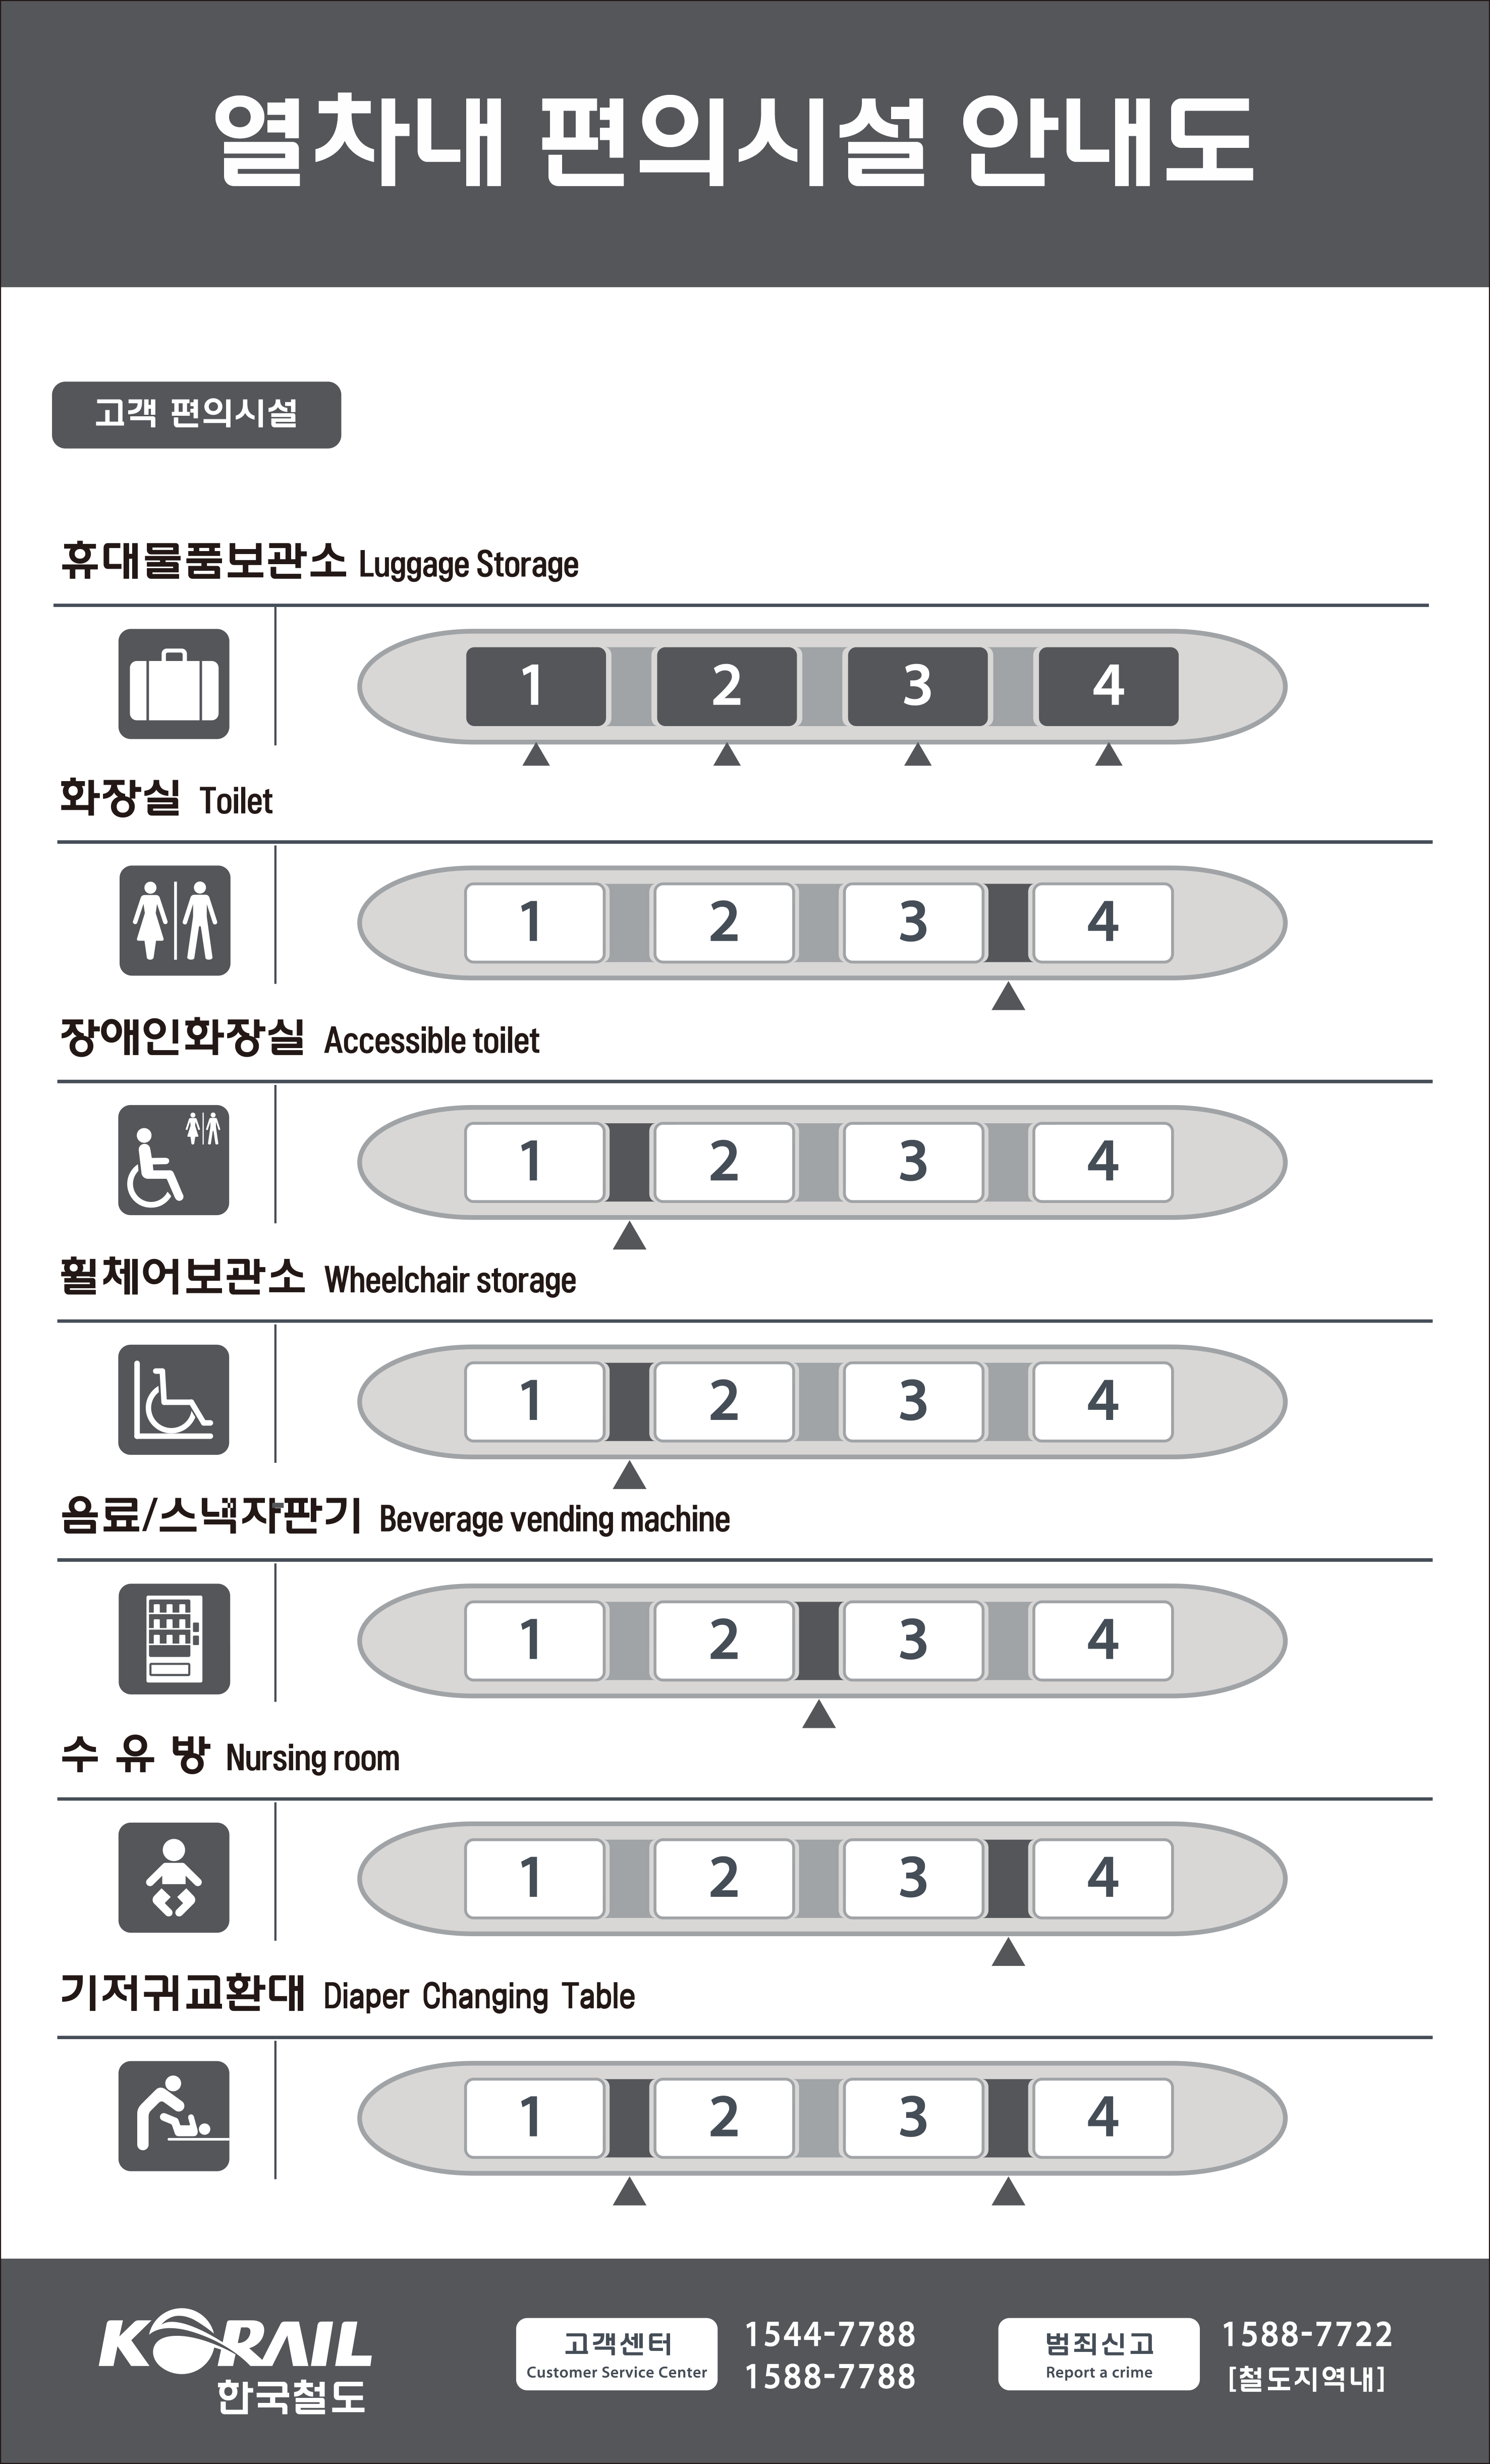 열차내 편의시설 안내도
고객 편의시설
휴대물품보관소 Luggage Storage
1 2 3 4
화장실 Toilet
1 2 3 4
장애인화장실 Accessible toilet
1 2 3 4
휠체어보관소 Wheelchair storage
1 2 3 4
음료/스낵자판기 Beverage vending machine
1 2 3 4
수 유 방 Nursing room
1 2 3 4
기저귀교환대 Diaper Changing Table
1 2 3 4
KORAIL
한국철도
고객센터
Customer Service Center
1544-7788
1588-7788
범죄신고
Report a crime
1588-7722
[철도지역내]